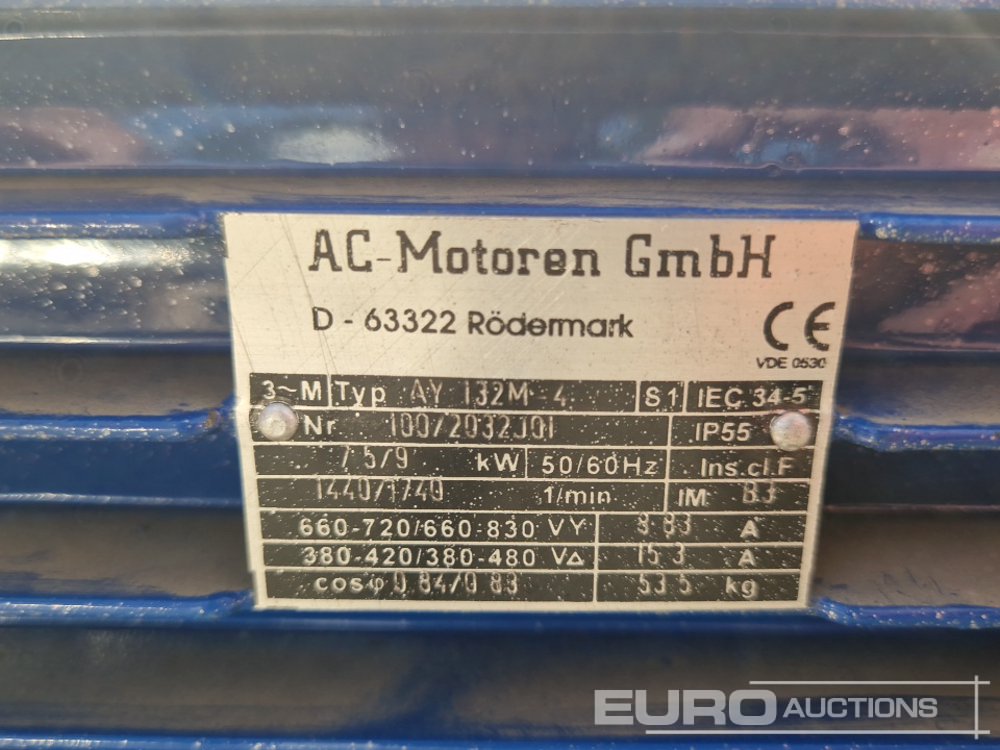 AC-Motoren GmbH
D - 63322 Rödermark
CE
VDE 0530
3~M Typ AY 132M-4 S1 IEC 34-5
Nr IP55
7.5/9 kW 50/60Hz Ins.cl.F
1440/1740 1/min IM B3
660-720/660-830 VY 8.83 A
380-420/380-480 V∆ 15.3 A
cosφ 0.84/0.83 53.5 kg
EURO AUCTIONS